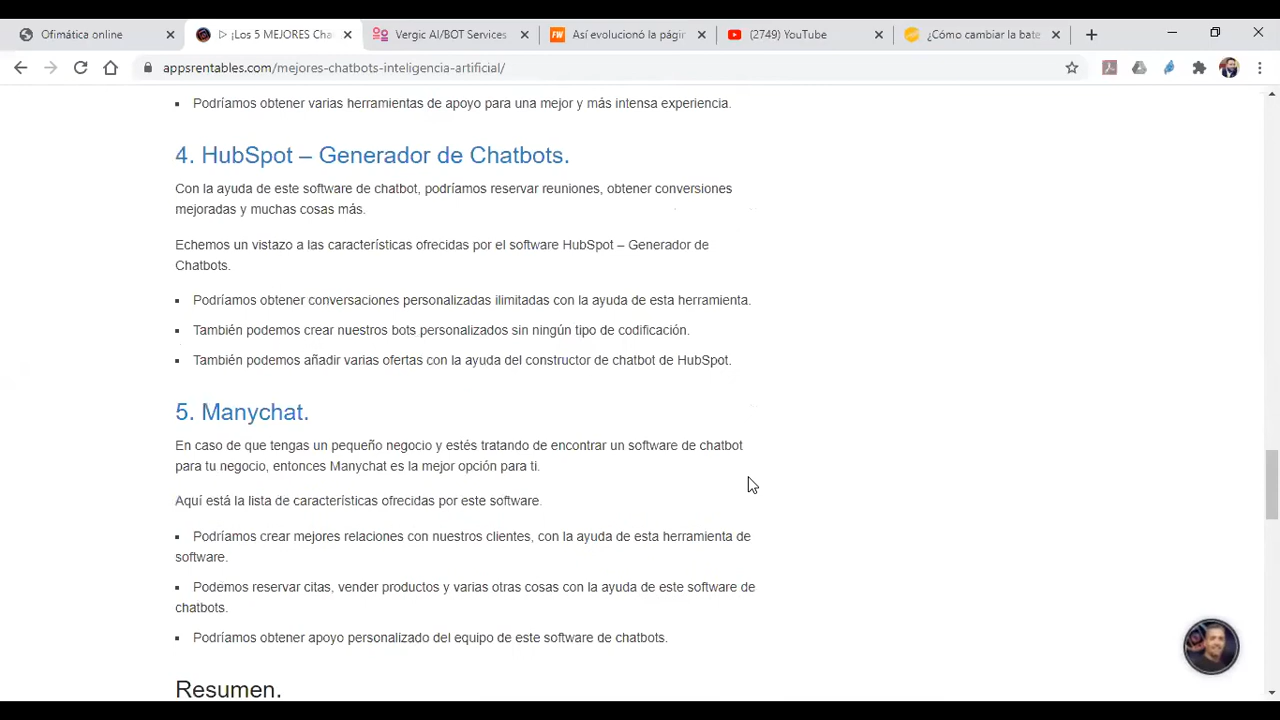 Ofimática online
▷ ¡Los 5 MEJORES Cha
Vergic AI/BOT Services
FW
Así evolucionó la págin
(2749) YouTube
¿Cómo cambiar la bate
appsrentables.com/mejores-chatbots-inteligencia-artificial/
▪ Podríamos obtener varias herramientas de apoyo para una mejor y más intensa experiencia.
4. HubSpot – Generador de Chatbots.
Con la ayuda de este software de chatbot, podríamos reservar reuniones, obtener conversiones
mejoradas y muchas cosas más.
Echemos un vistazo a las características ofrecidas por el software HubSpot – Generador de
Chatbots.
▪ Podríamos obtener conversaciones personalizadas ilimitadas con la ayuda de esta herramienta.
▪ También podemos crear nuestros bots personalizados sin ningún tipo de codificación.
▪ También podemos añadir varias ofertas con la ayuda del constructor de chatbot de HubSpot.
5. Manychat.
En caso de que tengas un pequeño negocio y estés tratando de encontrar un software de chatbot
para tu negocio, entonces Manychat es la mejor opción para ti.
Aquí está la lista de características ofrecidas por este software.
▪ Podríamos crear mejores relaciones con nuestros clientes, con la ayuda de esta herramienta de
software.
▪ Podemos reservar citas, vender productos y varias otras cosas con la ayuda de este software de
chatbots.
▪ Podríamos obtener apoyo personalizado del equipo de este software de chatbots.
Resumen.